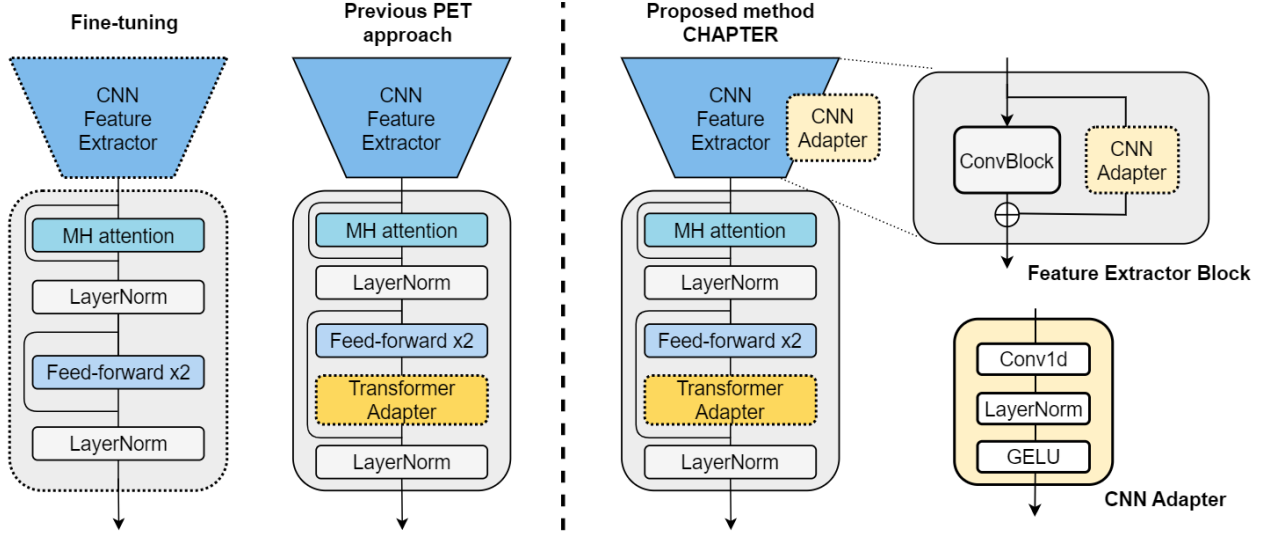 Fine-tuning
CNN
Feature
Extractor
MH attention
LayerNorm
Feed-forward x2
LayerNorm
Previous PET
approach
CNN
Feature
Extractor
MH attention
LayerNorm
Feed-forward x2
Transformer
Adapter
LayerNorm
Proposed method
CHAPTER
CNN
Feature
Extractor
CNN
Adapter
MH attention
LayerNorm
Feed-forward x2
Transformer
Adapter
LayerNorm
ConvBlock
CNN
Adapter
Feature Extractor Block
Conv1d
LayerNorm
GELU
CNN Adapter